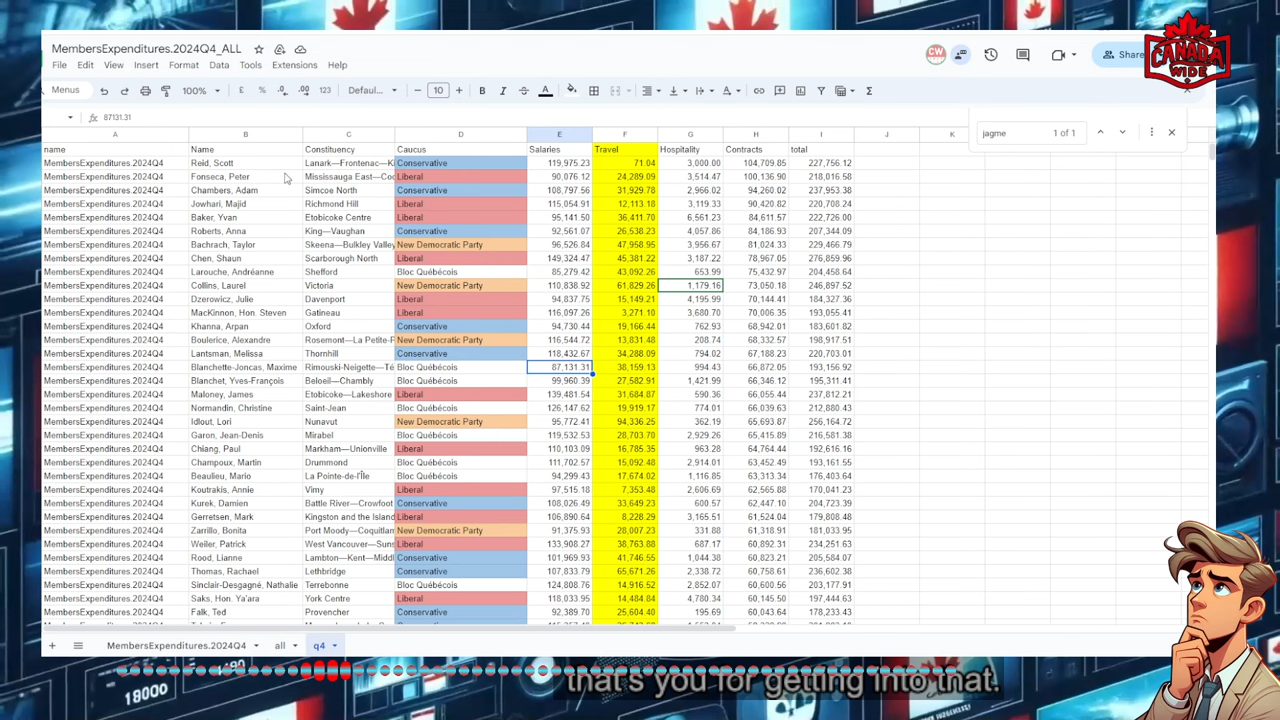 MembersExpenditures.2024Q4_ALL
File Edit View Insert Format Data Tools Extensions Help
CW Share
CANADA WIDE
Menus 100% £ % .0 .00 123 Defaul... 10
87131.31
jagme 1 of 1
A B C D E F G H I J K
name Name Constituency Caucus Salaries Travel Hospitality Contracts total
MembersExpenditures.2024Q4 Reid, Scott Lanark—Frontenac—K Conservative 119,975.23 71.04 3,000.00 104,709.85 227,756.12
MembersExpenditures.2024Q4 Fonseca, Peter Mississauga East—Coo Liberal 90,076.12 24,289.09 3,514.47 100,136.90 218,016.58
MembersExpenditures.2024Q4 Chambers, Adam Simcoe North Conservative 108,797.56 31,929.78 2,966.02 94,260.02 237,953.38
MembersExpenditures.2024Q4 Jowhari, Majid Richmond Hill Liberal 115,054.91 12,113.18 3,119.33 90,420.82 220,708.24
MembersExpenditures.2024Q4 Baker, Yvan Etobicoke Centre Liberal 95,141.50 36,411.70 6,561.23 84,611.57 222,726.00
MembersExpenditures.2024Q4 Roberts, Anna King—Vaughan Conservative 92,561.07 26,538.23 4,057.86 84,186.93 207,344.09
MembersExpenditures.2024Q4 Bachrach, Taylor Skeena—Bulkley Valley New Democratic Party 96,526.84 47,958.95 3,956.67 81,024.33 229,466.79
MembersExpenditures.2024Q4 Chen, Shaun Scarborough North Liberal 149,324.47 45,381.22 3,187.22 78,967.05 276,859.96
MembersExpenditures.2024Q4 Larouche, Andréanne Shefford Bloc Québécois 85,279.42 43,092.26 653.99 75,432.97 204,458.64
MembersExpenditures.2024Q4 Collins, Laurel Victoria New Democratic Party 110,838.92 61,829.26 1,179.16 73,050.18 246,897.52
MembersExpenditures.2024Q4 Dzerowicz, Julie Davenport Liberal 94,837.75 15,149.21 4,195.99 70,144.41 184,327.36
MembersExpenditures.2024Q4 MacKinnon, Hon. Steven Gatineau Liberal 116,097.26 3,271.10 3,680.70 70,006.35 193,055.41
MembersExpenditures.2024Q4 Khanna, Arpan Oxford Conservative 94,730.44 19,166.44 762.93 68,942.01 183,601.82
MembersExpenditures.2024Q4 Boulerice, Alexandre Rosemont—La Petite-P New Democratic Party 116,544.72 13,831.48 208.74 68,332.57 198,917.51
MembersExpenditures.2024Q4 Lantsman, Melissa Thornhill Conservative 118,432.67 34,288.09 794.02 67,188.23 220,703.01
MembersExpenditures.2024Q4 Blanchette-Joncas, Maxime Rimouski-Neigette—Té Bloc Québécois 87,131.31 38,159.13 994.43 66,872.05 193,156.92
MembersExpenditures.2024Q4 Blanchet, Yves-François Beloeil—Chambly Bloc Québécois 99,960.39 27,582.91 1,421.99 66,346.12 195,311.41
MembersExpenditures.2024Q4 Maloney, James Etobicoke—Lakeshore Liberal 139,481.54 31,684.87 590.36 66,055.44 237,812.21
MembersExpenditures.2024Q4 Normandin, Christine Saint-Jean Bloc Québécois 126,147.62 19,919.17 774.01 66,039.63 212,880.43
MembersExpenditures.2024Q4 Idlout, Lori Nunavut New Democratic Party 95,772.41 94,336.25 362.19 65,693.87 256,164.72
MembersExpenditures.2024Q4 Garon, Jean-Denis Mirabel Bloc Québécois 119,532.53 28,703.70 2,929.26 65,415.89 216,581.38
MembersExpenditures.2024Q4 Chiang, Paul Markham—Unionville Liberal 110,103.09 16,785.35 963.28 64,764.44 192,616.16
MembersExpenditures.2024Q4 Champoux, Martin Drummond Bloc Québécois 111,702.57 15,092.48 2,914.01 63,452.49 193,161.55
MembersExpenditures.2024Q4 Beaulieu, Mario La Pointe-de-l'Île Bloc Québécois 94,299.43 17,674.02 1,116.85 63,313.34 176,403.64
MembersExpenditures.2024Q4 Koutrakis, Annie Vimy Liberal 97,515.18 7,353.48 2,606.69 62,565.88 170,041.23
MembersExpenditures.2024Q4 Kurek, Damien Battle River—Crowfoot Conservative 108,026.49 33,649.23 600.57 62,447.10 204,723.39
MembersExpenditures.2024Q4 Gerretsen, Mark Kingston and the Island Liberal 106,890.64 8,228.29 3,165.51 61,524.04 179,808.48
MembersExpenditures.2024Q4 Zarrillo, Bonita Port Moody—Coquitlan New Democratic Party 91,375.93 28,007.23 331.88 61,318.91 181,033.95
MembersExpenditures.2024Q4 Weiler, Patrick West Vancouver—Suns Liberal 133,908.27 38,763.88 687.17 60,892.31 234,251.63
MembersExpenditures.2024Q4 Rood, Lianne Lambton—Kent—Middl Conservative 101,969.93 41,746.55 1,044.38 60,823.21 205,584.07
MembersExpenditures.2024Q4 Thomas, Rachael Lethbridge Conservative 107,833.79 65,671.26 2,338.72 60,758.61 236,602.38
MembersExpenditures.2024Q4 Sinclair-Desgagné, Nathalie Terrebonne Bloc Québécois 124,808.76 14,916.52 2,852.07 60,600.56 203,177.91
MembersExpenditures.2024Q4 Saks, Hon. Ya'ara York Centre Liberal 118,033.95 14,484.84 4,780.34 60,145.50 197,444.63
MembersExpenditures.2024Q4 Falk, Ted Provencher Conservative 92,389.70 25,604.40 195.69 60,043.64 178,233.43
MembersExpenditures.2024Q4 all q4
that's you for getting into that.
18000